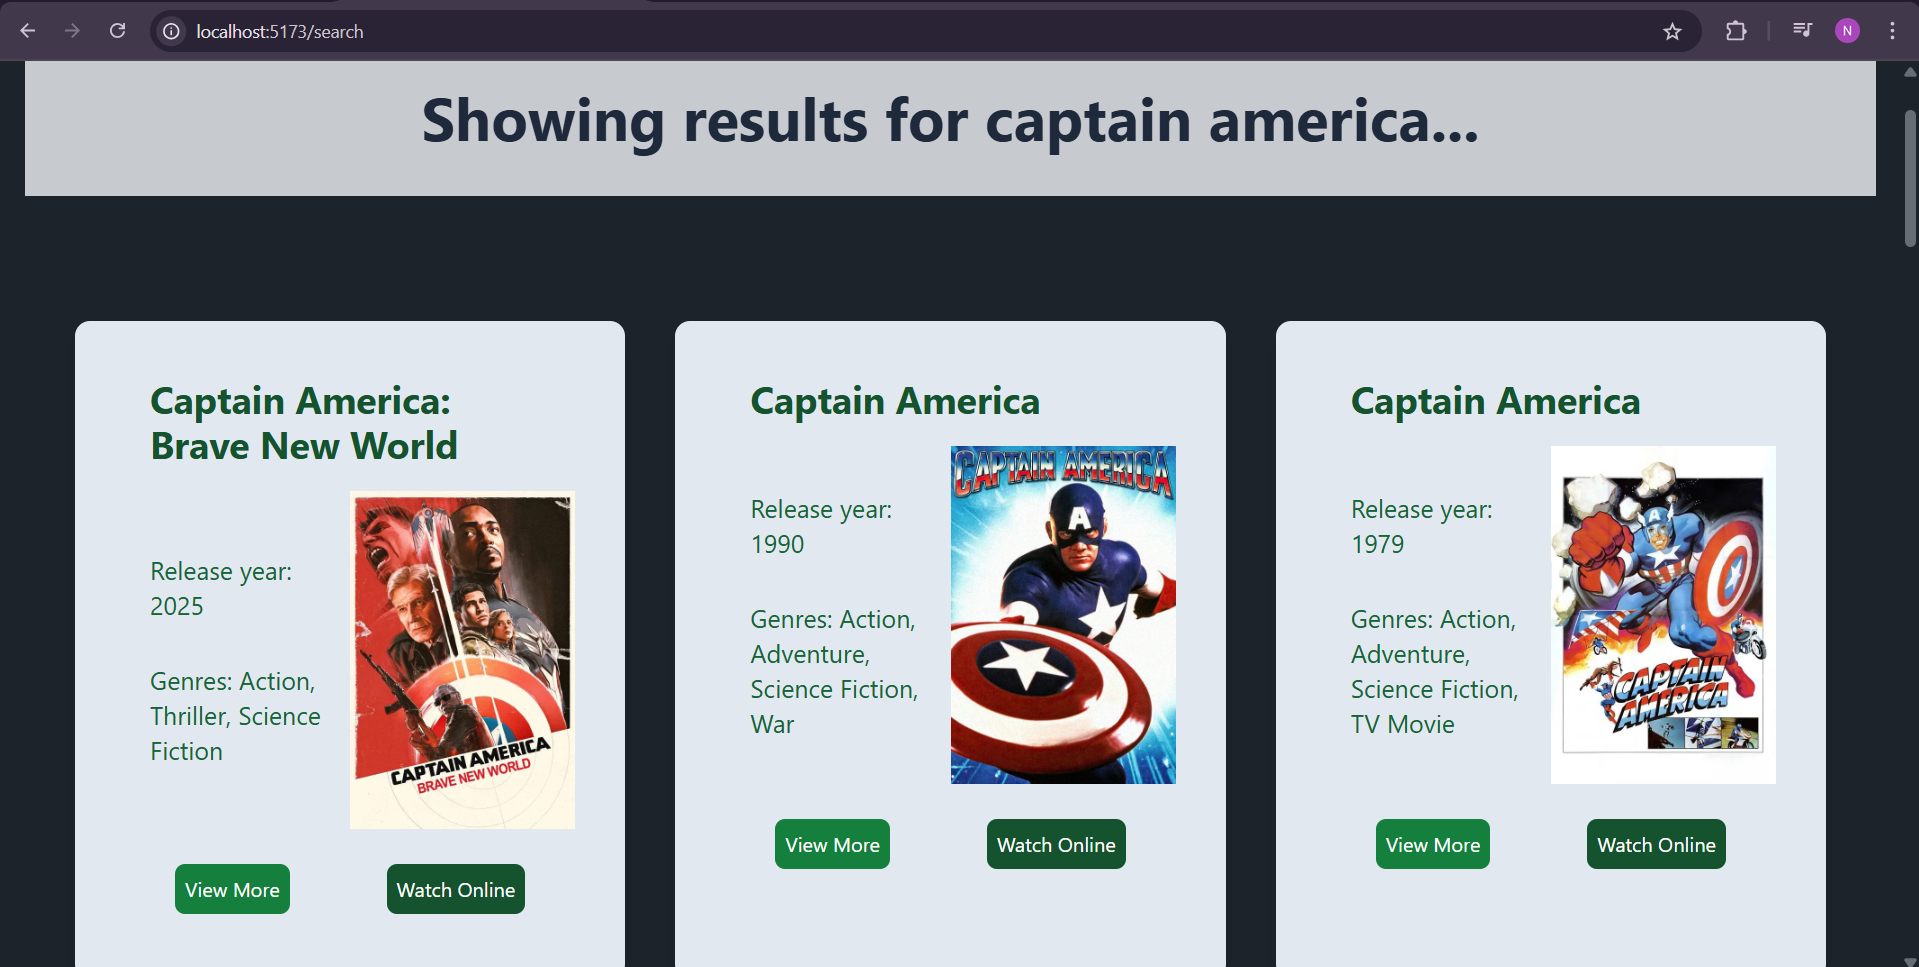 localhost:5173/search
N
Showing results for captain america...
Captain America:
Brave New World
Release year:
2025
Genres: Action,
Thriller, Science
Fiction
CAPTAIN AMERICA
BRAVE NEW WORLD
View More
Watch Online
Captain America
CAPTAIN AMERICA
A
Release year:
1990
Genres: Action,
Adventure,
Science Fiction,
War
View More
Watch Online
Captain America
Release year:
1979
Genres: Action,
Adventure,
Science Fiction,
TV Movie
A
CAPTAIN
AMERICA
View More
Watch Online